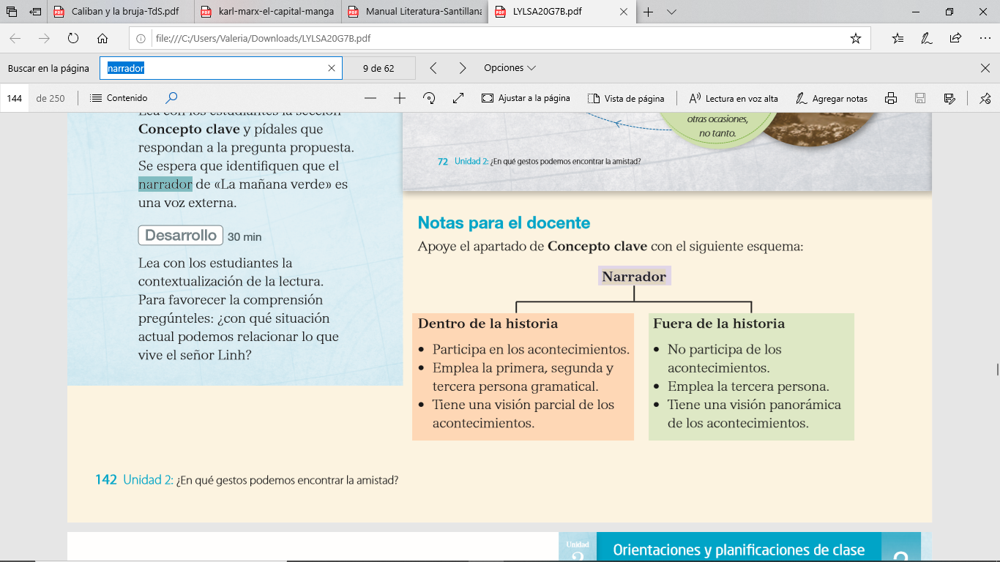 Caliban y la bruja-TdS.pdf
karl-marx-el-capital-manga
Manual Literatura-Santillana
LYLSA20G7B.pdf
file:///C:/Users/Valeria/Downloads/LYLSA20G7B.pdf
Buscar en la página
narrador
9 de 62
Opciones
144
de 250
Contenido
Ajustar a la página
Vista de página
Lectura en voz alta
Agregar notas
Lea con los estudiantes la sección
Concepto clave y pídales que
respondan a la pregunta propuesta.
Se espera que identifiquen que el
narrador de «La mañana verde» es
una voz externa.
Desarrollo 30 min
Lea con los estudiantes la
contextualización de la lectura.
Para favorecer la comprensión
pregúnteles: ¿con qué situación
actual podemos relacionar lo que
vive el señor Linh?
otras ocasiones,
no tanto.
72 Unidad 2: ¿En qué gestos podemos encontrar la amistad?
Notas para el docente
Apoye el apartado de Concepto clave con el siguiente esquema:
Narrador
Dentro de la historia
• Participa en los acontecimientos.
• Emplea la primera, segunda y
tercera persona gramatical.
• Tiene una visión parcial de los
acontecimientos.
Fuera de la historia
• No participa de los
acontecimientos.
• Emplea la tercera persona.
• Tiene una visión panorámica
de los acontecimientos.
142 Unidad 2: ¿En qué gestos podemos encontrar la amistad?
Unidad
Orientaciones y planificaciones de clase